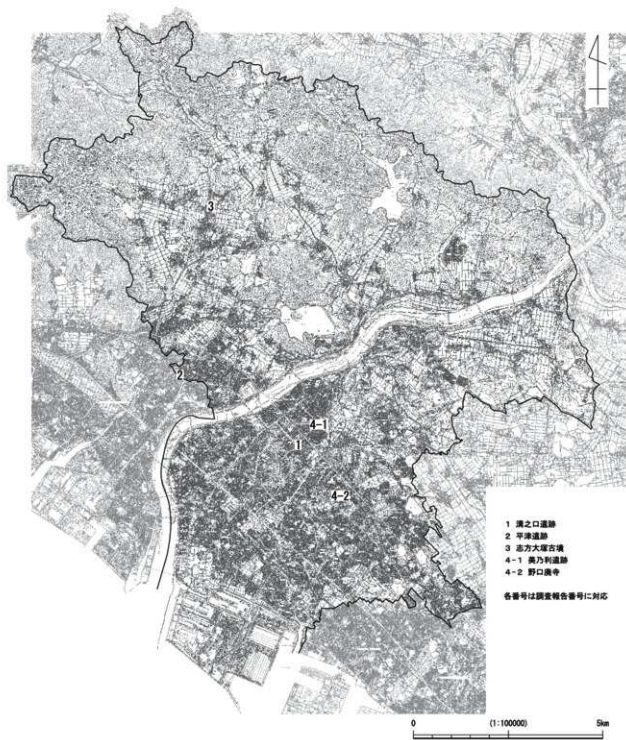 3
2
4-1
1
4-2
1 溝之口遺跡
2 平津遺跡
3 志方大塚古墳
4-1 美乃利遺跡
4-2 野口廃寺
各番号は調査報告番号に対応
0 (1:100000) 5km